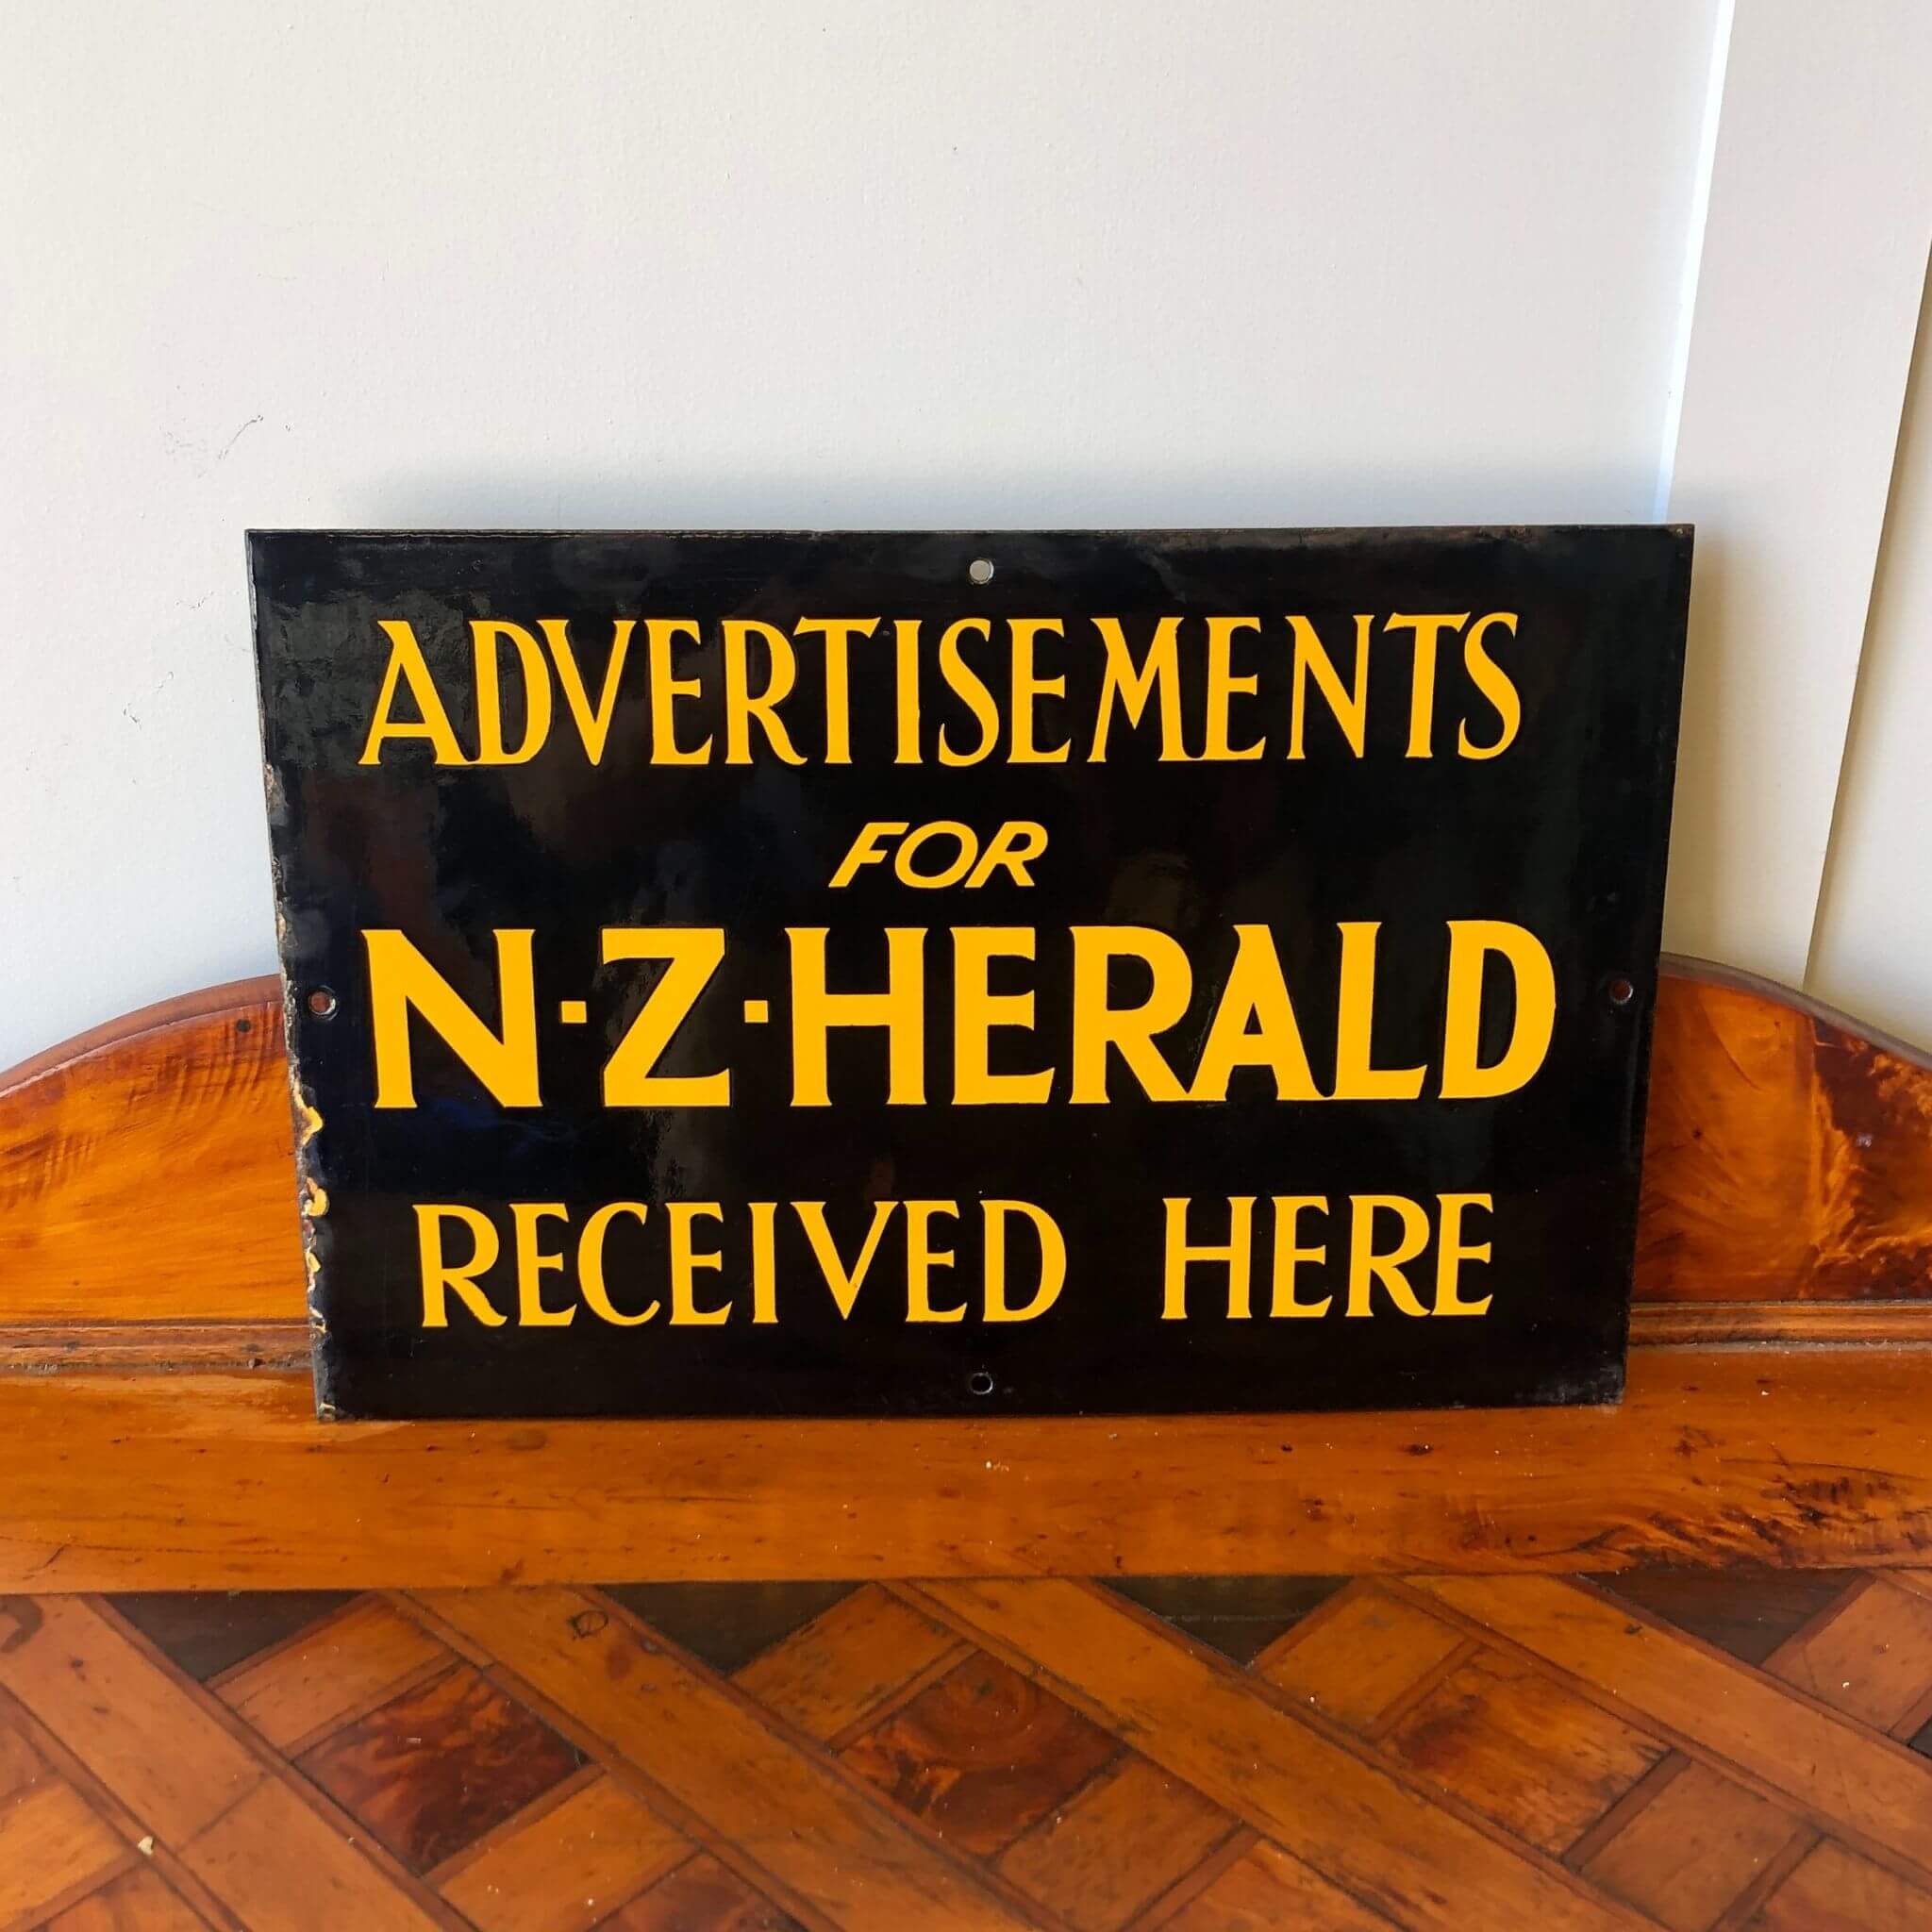 ADVERTISEMENTS
FOR
N·Z·HERALD
RECEIVED HERE